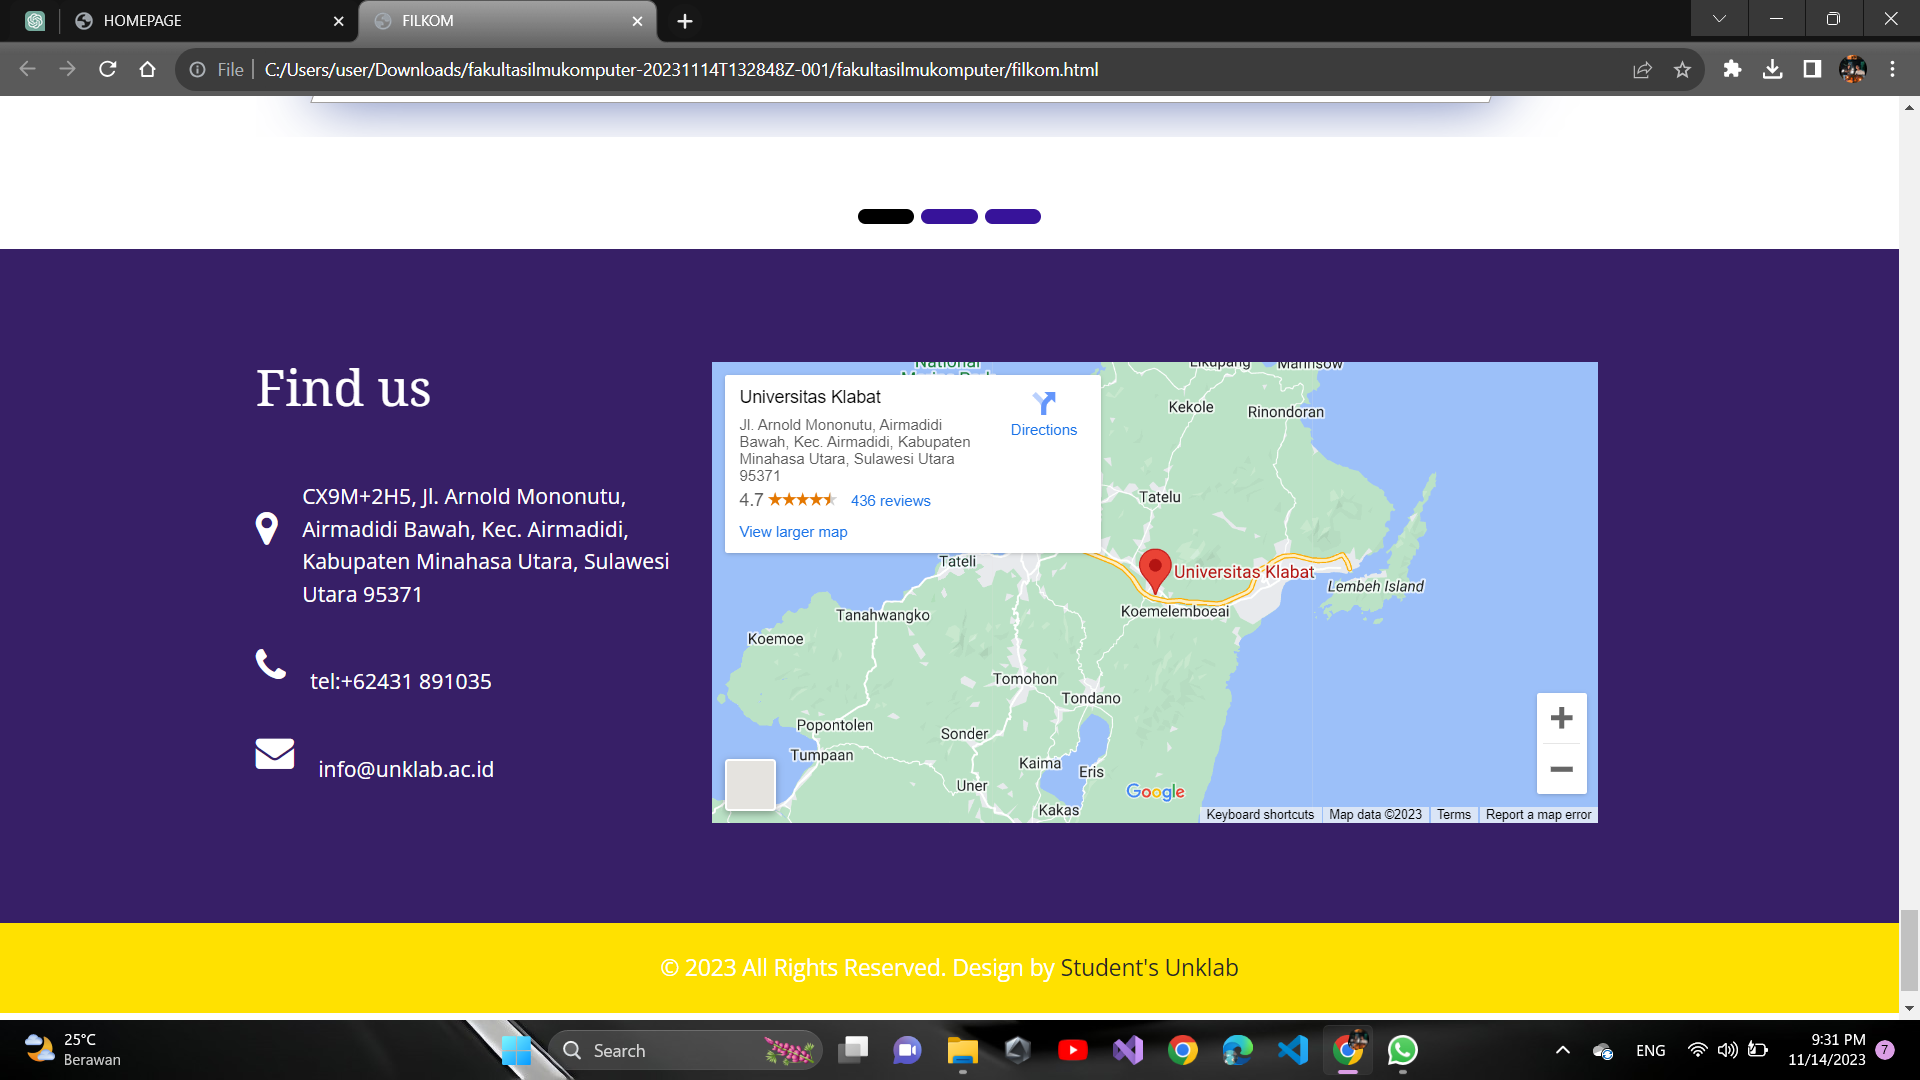 HOMEPAGE
FILKOM
File
C:/Users/user/Downloads/fakultasilmukomputer-20231114T132848Z-001/fakultasilmukomputer/filkom.html
Find us
CX9M+2H5, Jl. Arnold Mononutu,
Airmadidi Bawah, Kec. Airmadidi,
Kabupaten Minahasa Utara, Sulawesi
Utara 95371
tel:+62431 891035
info@unklab.ac.id
Universitas Klabat
Jl. Arnold Mononutu, Airmadidi
Bawah, Kec. Airmadidi, Kabupaten
Minahasa Utara, Sulawesi Utara
95371
4.7
436 reviews
View larger map
Directions
National
Likupang
Kekole
Rinondoran
Tatelu
Tateli
Universitas Klabat
Lembeh Island
Koemelemboeai
Tanahwangko
Koemoe
Tomohon
Tondano
Popontolen
Sonder
Tumpaan
Kaima
Eris
Uner
Kakas
Google
Keyboard shortcuts
Map data ©2023
Terms
Report a map error
© 2023 All Rights Reserved. Design by Student's Unklab
25°C
Berawan
Search
ENG
9:31 PM
11/14/2023
7